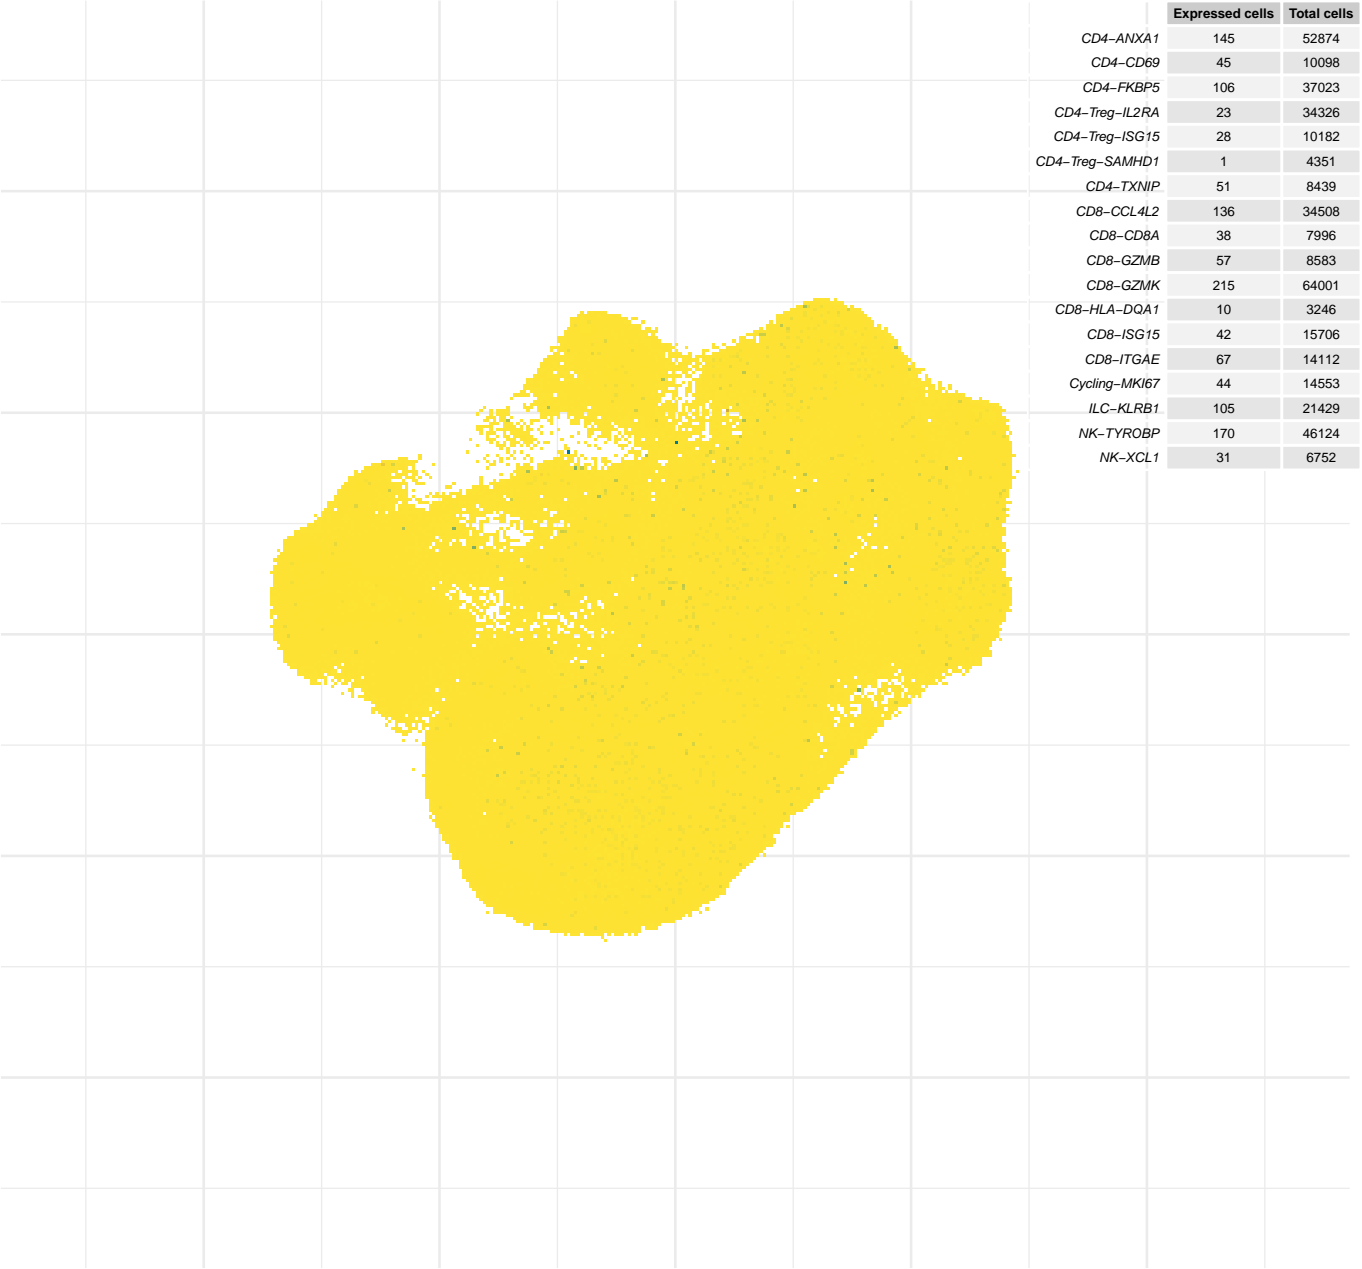 Expressed cells Total cells
CD4−ANXA1 145 52874
CD4−CD69 45 10098
CD4−FKBP5 106 37023
CD4−Treg−IL2RA 23 34326
CD4−Treg−ISG15 28 10182
CD4−Treg−SAMHD1 1 4351
CD4−TXNIP 51 8439
CD8−CCL4L2 136 34508
CD8−CD8A 38 7996
CD8−GZMB 57 8583
CD8−GZMK 215 64001
CD8−HLA−DQA1 10 3246
CD8−ISG15 42 15706
CD8−ITGAE 67 14112
Cycling−MKI67 44 14553
ILC−KLRB1 105 21429
NK−TYROBP 170 46124
NK−XCL1 31 6752